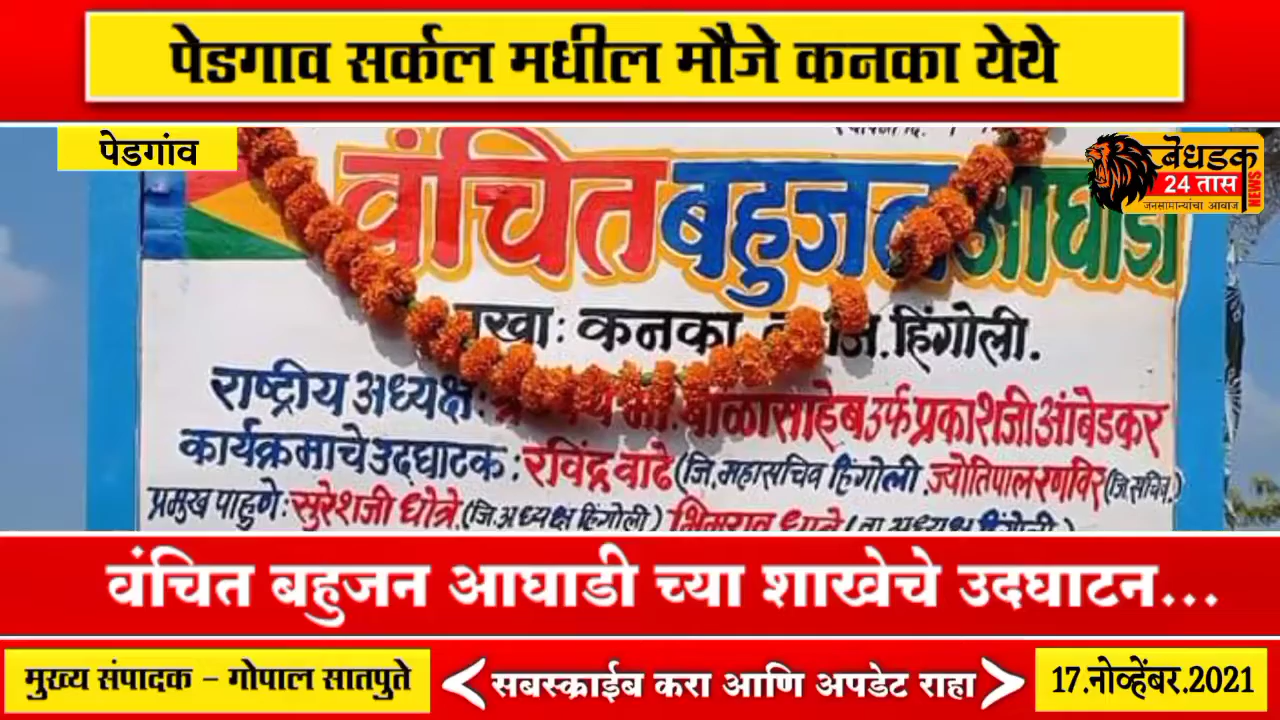 पेडगाव सर्कल मधील मौजे कनका येथे
पेडगांव
बेधडक
24 तास
NEWS
जनसामान्यांचा आवाज
वंचित बहुजन आघाडी
कनका
जि. हिंगोली.
राष्ट्रीय अध्यक्ष: मा. बाळासाहेब उर्फ प्रकाशजी आंबेडकर
कार्यक्रमाचे उद्घाटक : रविंद्र वाढे (जि. महासचिव हिंगोली. ज्योतिपाल रणविर (जि. सचिव.)
प्रमुख पाहुणे: सुरेशजी धोत्रे (जि. अध्यक्ष हिंगोली)
वंचित बहुजन आघाडी च्या शाखेचे उदघाटन...
मुख्य संपादक - गोपाल सातपुते
सबस्क्राईब करा आणि अपडेट राहा
17.नोव्हेंबर.2021